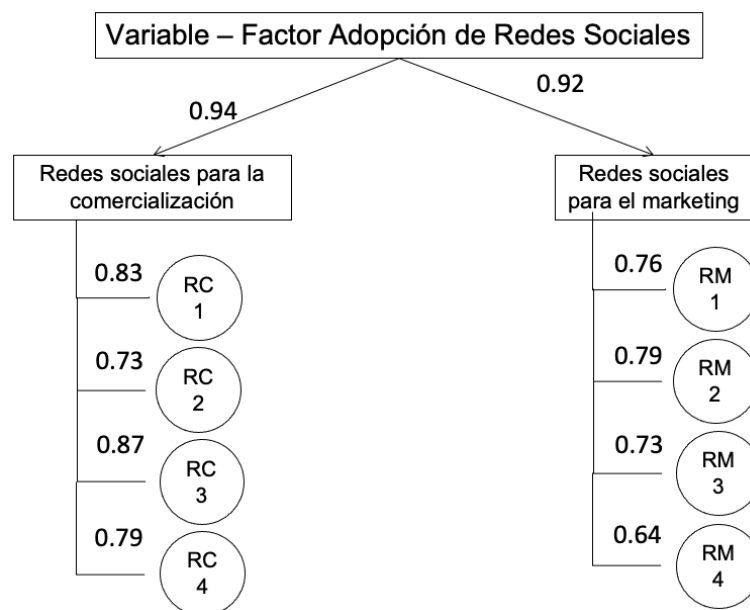 Variable – Factor Adopción de Redes Sociales
0.94
0.92
Redes sociales para la
comercialización
0.83
RC
1
0.73
RC
2
0.87
RC
3
0.79
RC
4
Redes sociales
para el marketing
0.76
RM
1
0.79
RM
2
0.73
RM
3
0.64
RM
4